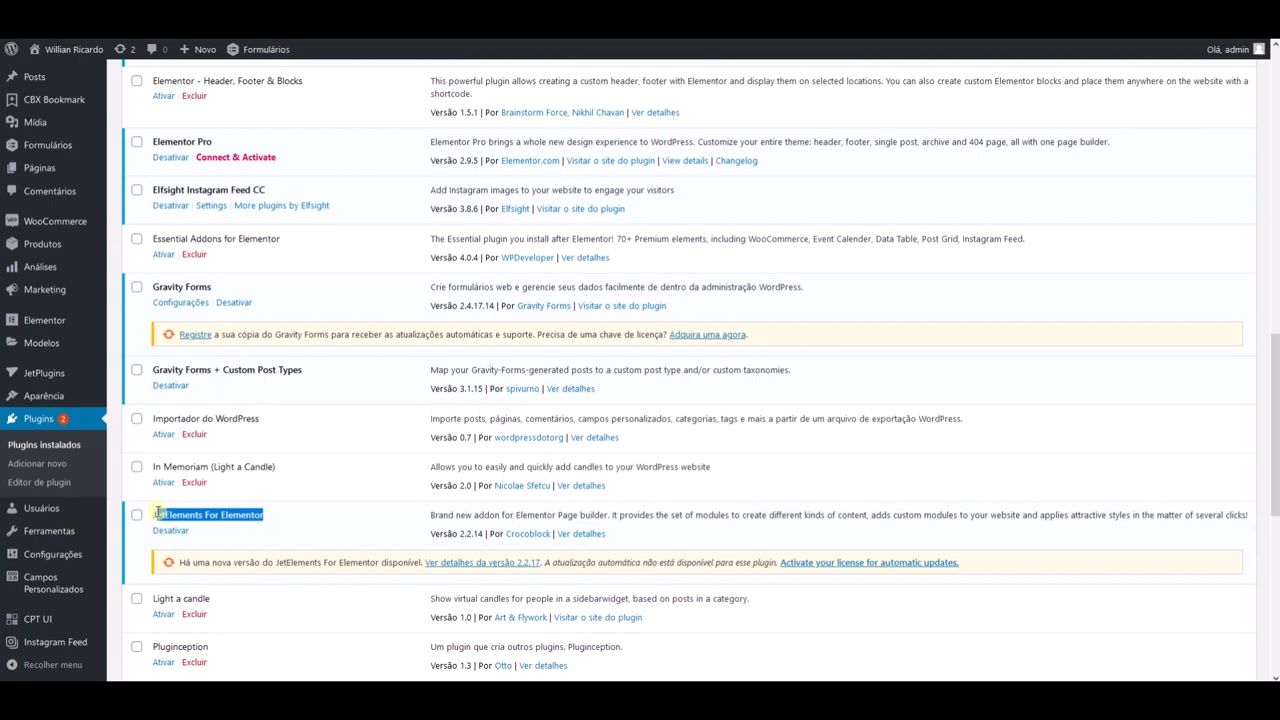 Willian Ricardo
2
0
Novo
Formulários
Olá, admin
Posts
CBX Bookmark
Mídia
Formulários
Páginas
Comentários
WooCommerce
Produtos
Análises
Marketing
Elementor
Modelos
JetPlugins
Aparência
Plugins 2
Plugins instalados
Adicionar novo
Editor de plugin
Usuários
Ferramentas
Configurações
Campos
Personalizados
CPT UI
Instagram Feed
Recolher menu
Elementor - Header, Footer & Blocks
Ativar | Excluir
This powerful plugin allows creating a custom header, footer with Elementor and display them on selected locations. You can also create custom Elementor blocks and place them anywhere on the website with a
shortcode.
Versão 1.5.1 | Por Brainstorm Force, Nikhil Chavan | Ver detalhes
Elementor Pro
Desativar | Connect & Activate
Elementor Pro brings a whole new design experience to WordPress. Customize your entire theme: header, footer, single post, archive and 404 page, all with one page builder.
Versão 2.9.5 | Por Elementor.com | Visitar o site do plugin | View details | Changelog
Elfsight Instagram Feed CC
Desativar | Settings | More plugins by Elfsight
Add Instagram images to your website to engage your visitors
Versão 3.8.6 | Por Elfsight | Visitar o site do plugin
Essential Addons for Elementor
Ativar | Excluir
The Essential plugin you install after Elementor! 70+ Premium elements, including WooCommerce, Event Calender, Data Table, Post Grid, Instagram Feed.
Versão 4.0.4 | Por WPDeveloper | Ver detalhes
Gravity Forms
Configurações | Desativar
Crie formulários web e gerencie seus dados facilmente de dentro da administração WordPress.
Versão 2.4.17.14 | Por Gravity Forms | Visitar o site do plugin
Registre a sua cópia do Gravity Forms para receber as atualizações automáticas e suporte. Precisa de uma chave de licença? Adquira uma agora.
Gravity Forms + Custom Post Types
Desativar
Map your Gravity-Forms-generated posts to a custom post type and/or custom taxonomies.
Versão 3.1.15 | Por spivurno | Ver detalhes
Importador do WordPress
Ativar | Excluir
Importe posts, páginas, comentários, campos personalizados, categorias, tags e mais a partir de um arquivo de exportação WordPress.
Versão 0.7 | Por wordpressdotorg | Ver detalhes
In Memoriam (Light a Candle)
Ativar | Excluir
Allows you to easily and quickly add candles to your WordPress website
Versão 2.0 | Por Nicolae Sfetcu | Ver detalhes
JetElements For Elementor
Desativar
Brand new addon for Elementor Page builder. It provides the set of modules to create different kinds of content, adds custom modules to your website and applies attractive styles in the matter of several clicks!
Versão 2.2.14 | Por Crocoblock | Ver detalhes
Há uma nova versão do JetElements For Elementor disponível. Ver detalhes da versão 2.2.17. A atualização automática não está disponível para esse plugin. Activate your license for automatic updates.
Light a candle
Ativar | Excluir
Show virtual candles for people in a sidebarwidget, based on posts in a category.
Versão 1.0 | Por Art & Flywork | Visitar o site do plugin
Pluginception
Ativar | Excluir
Um plugin que cria outros plugins. Pluginception.
Versão 1.3 | Por Otto | Ver detalhes